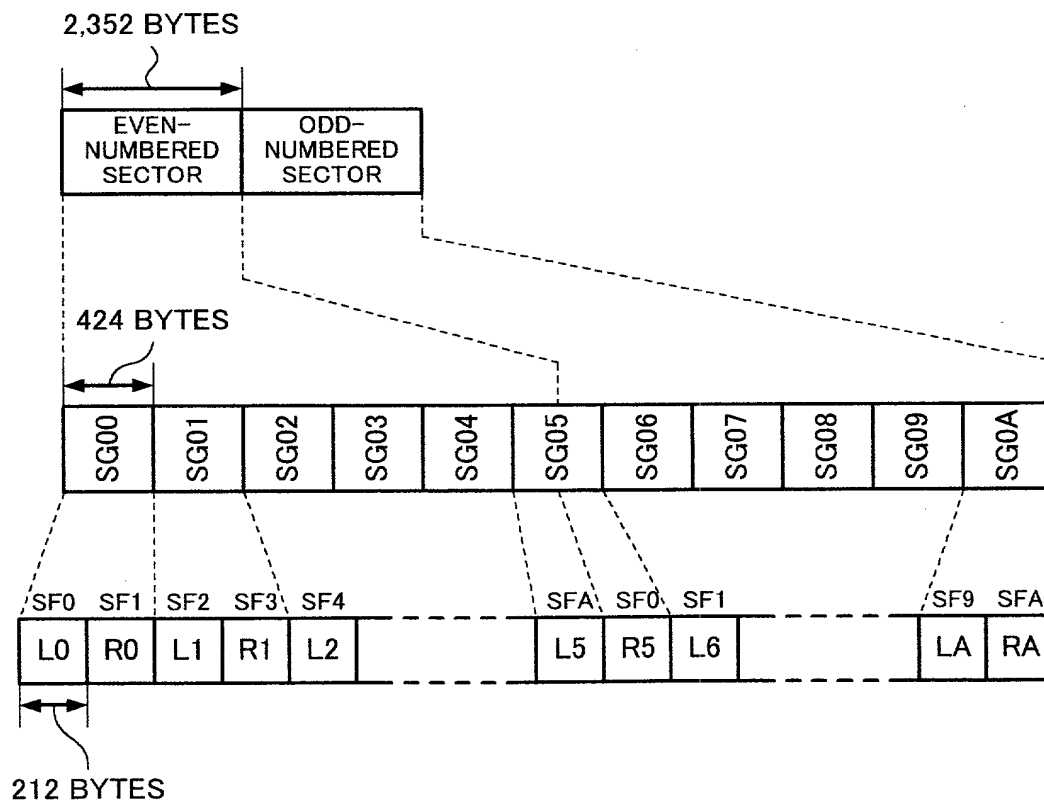 2,352 BYTES
EVEN-
NUMBERED
SECTOR
ODD-
NUMBERED
SECTOR
424 BYTES
SG00 SG01 SG02 SG03 SG04 SG05 SG06 SG07 SG08 SG09 SG0A
SF0 SF1 SF2 SF3 SF4 SFA SF0 SF1 SF9 SFA
L0 R0 L1 R1 L2 L5 R5 L6 LA RA
212 BYTES